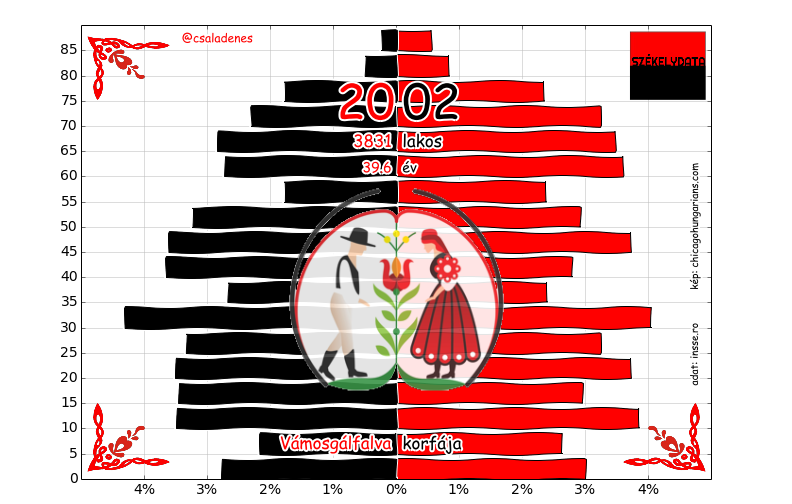 @csaladenes
SZÉKELYDATA
2002
3831 lakos
39.6 év
kép: chicagohungarians.com
adat: insse.ro
Vámosgálfalva korfája
85
80
75
70
65
60
55
50
45
40
35
30
25
20
15
10
5
0
4% 3% 2% 1% 0% 1% 2% 3% 4%